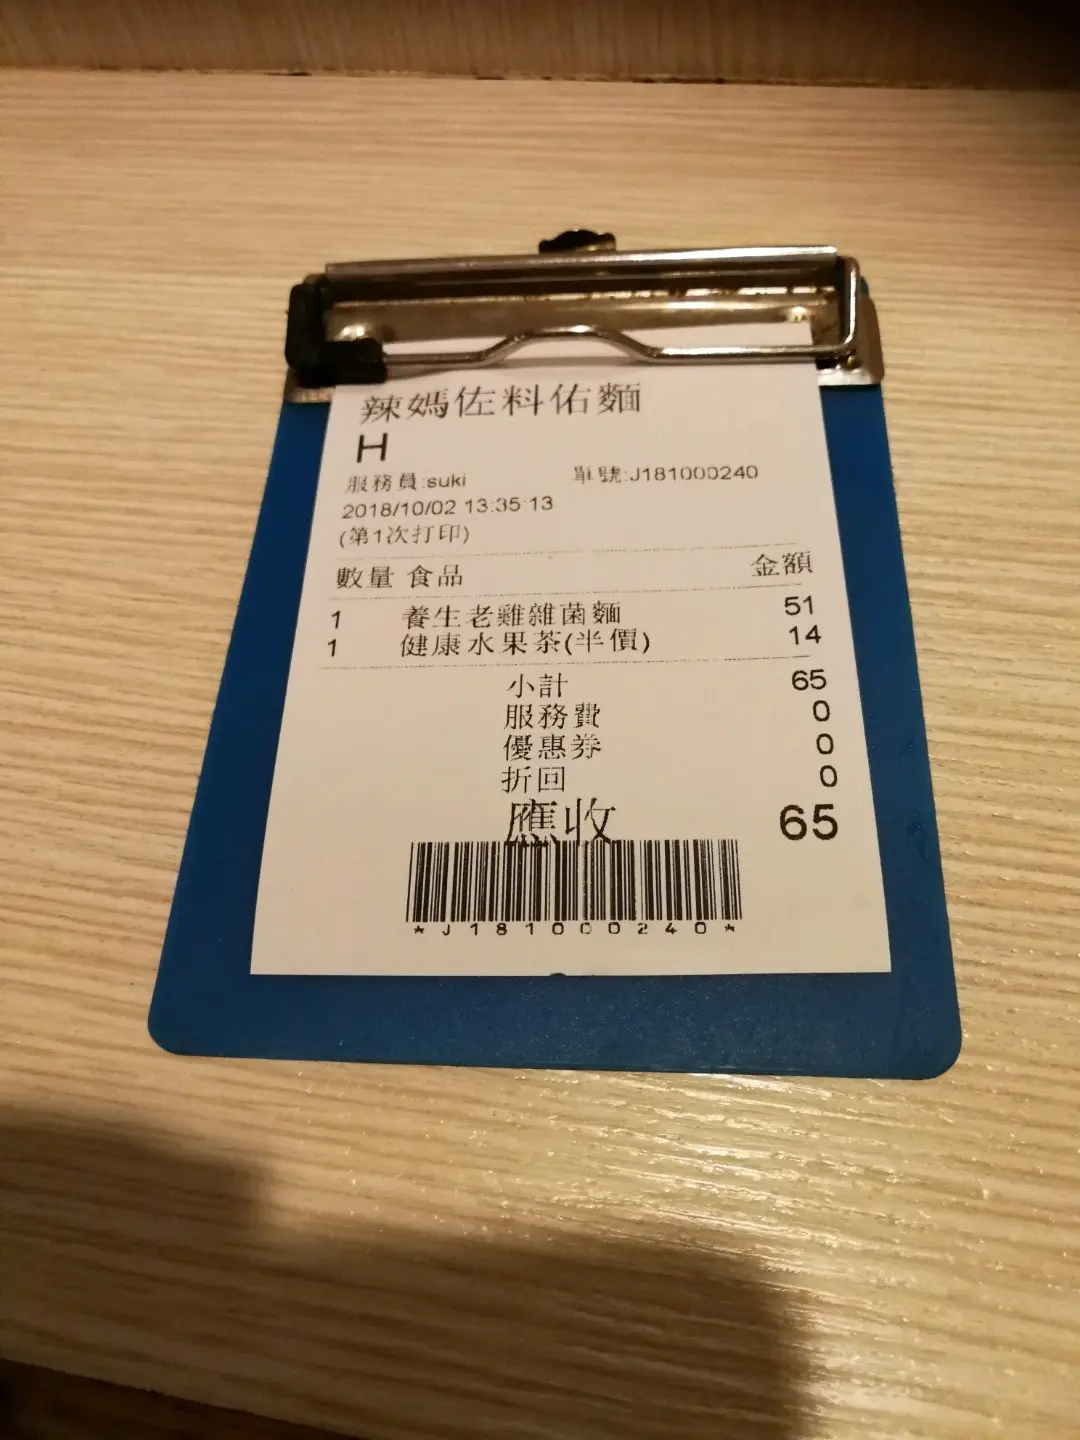 辣媽佐料佑麵
H
服務員:suki 單號:J181000240
2018/10/02 13:35:13
(第1次打印)
數量 食品 金額
1 養生老雞雜菌麵 51
1 健康水果茶(半價) 14
小計 65
服務費 0
優惠券 0
折回 0
應收 65
*J181000240*